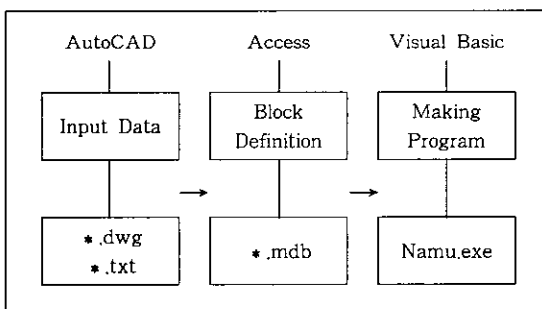 AutoCAD
Access
Visual Basic
Input Data
Block
Definition
Making
Program
*.dwg
*.txt
*.mdb
Namu.exe